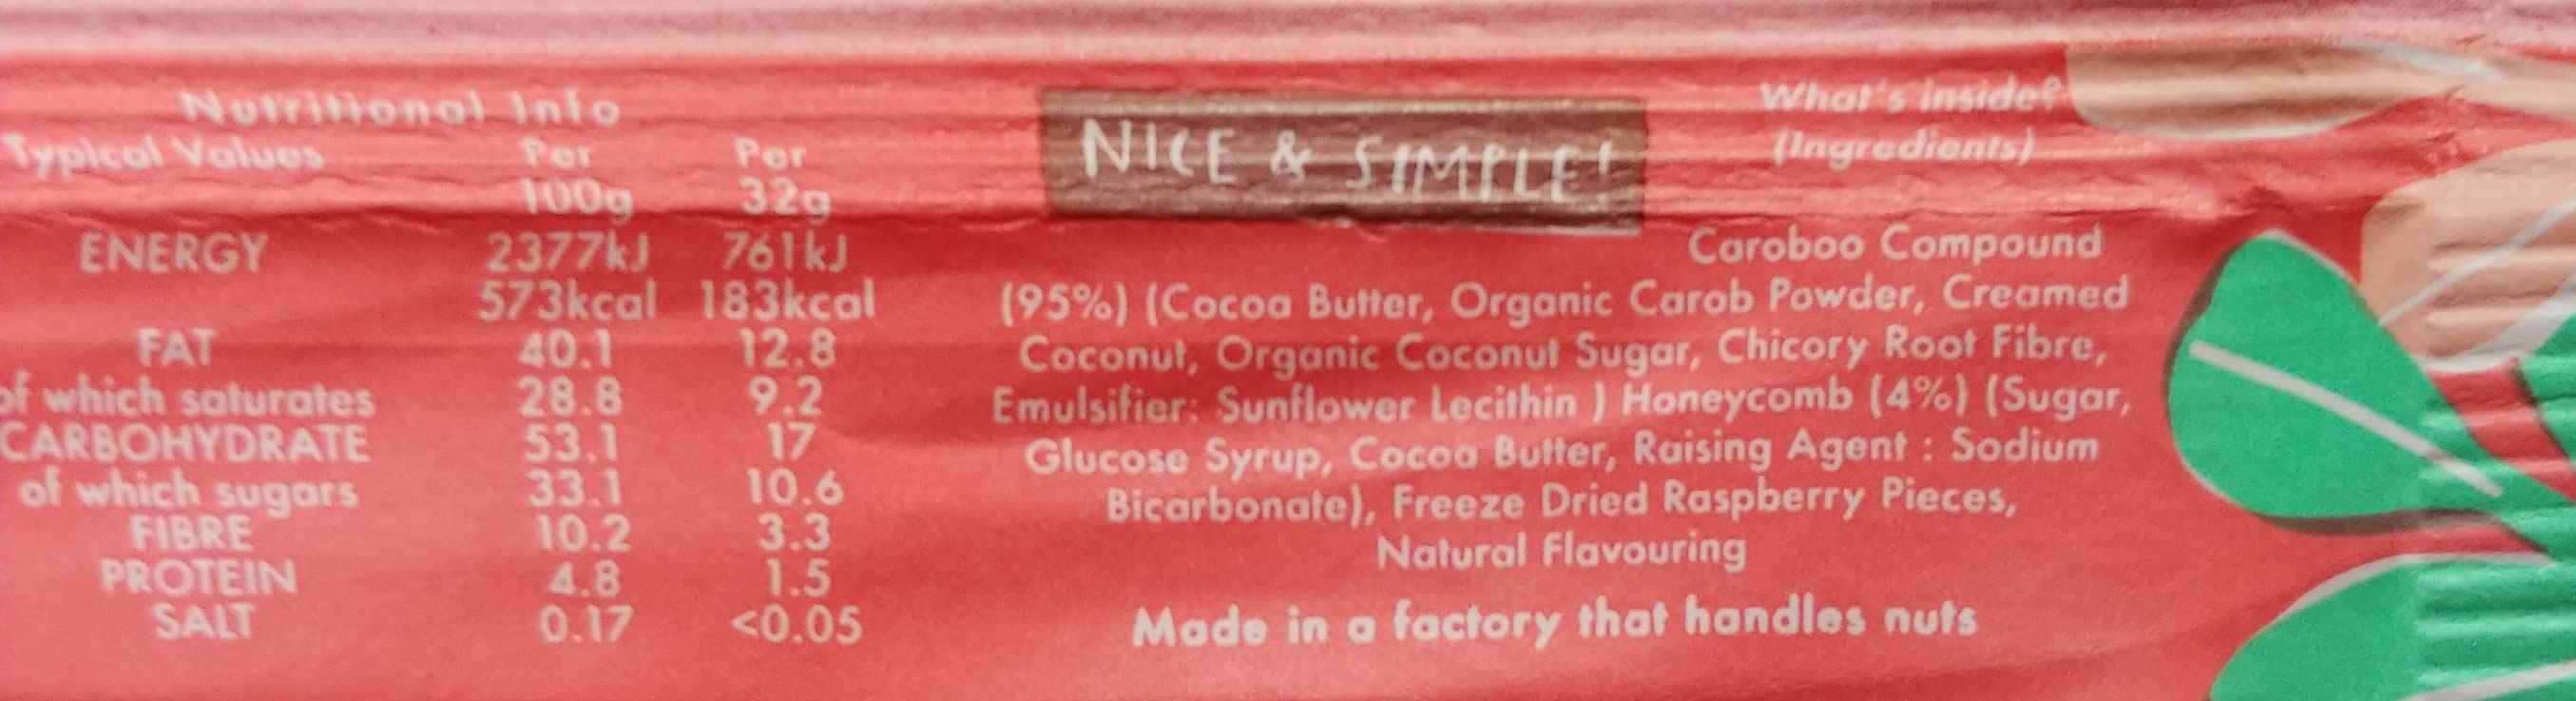 Nutritional Info
Typical Values Per Per
100g 32g
ENERGY 2377kJ 761kJ
573kcal 183kcal
FAT 40.1 12.8
of which saturates 28.8 9.2
CARBOHYDRATE 53.1 17
of which sugars 33.1 10.6
FIBRE 10.2 3.3
PROTEIN 4.8 1.5
SALT 0.17 <0.05
NICE & SIMPLE!
What's inside?
(Ingredients)
Caroboo Compound
(95%) (Cocoa Butter, Organic Carob Powder, Creamed
Coconut, Organic Coconut Sugar, Chicory Root Fibre,
Emulsifier: Sunflower Lecithin ) Honeycomb (4%) (Sugar,
Glucose Syrup, Cocoa Butter, Raising Agent : Sodium
Bicarbonate), Freeze Dried Raspberry Pieces,
Natural Flavouring
Made in a factory that handles nuts